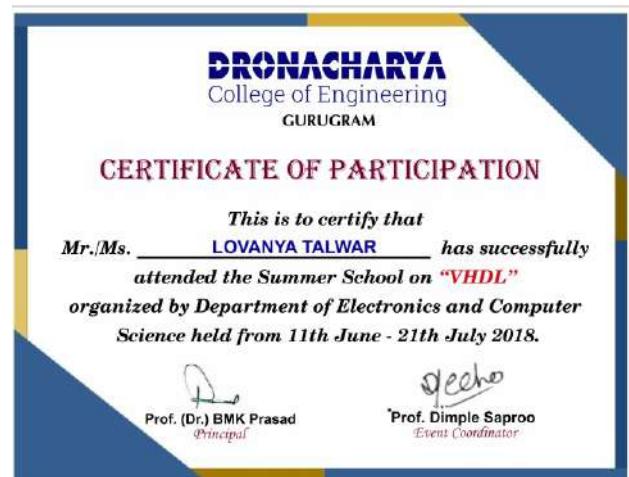 DRONACHARYA
College of Engineering
GURUGRAM
CERTIFICATE OF PARTICIPATION
This is to certify that
Mr./Ms. LOVANYA TALWAR has successfully
attended the Summer School on “VHDL”
organized by Department of Electronics and Computer
Science held from 11th June - 21th July 2018.
Prof. (Dr.) BMK Prasad
Principal
Prof. Dimple Saproo
Event Coordinator